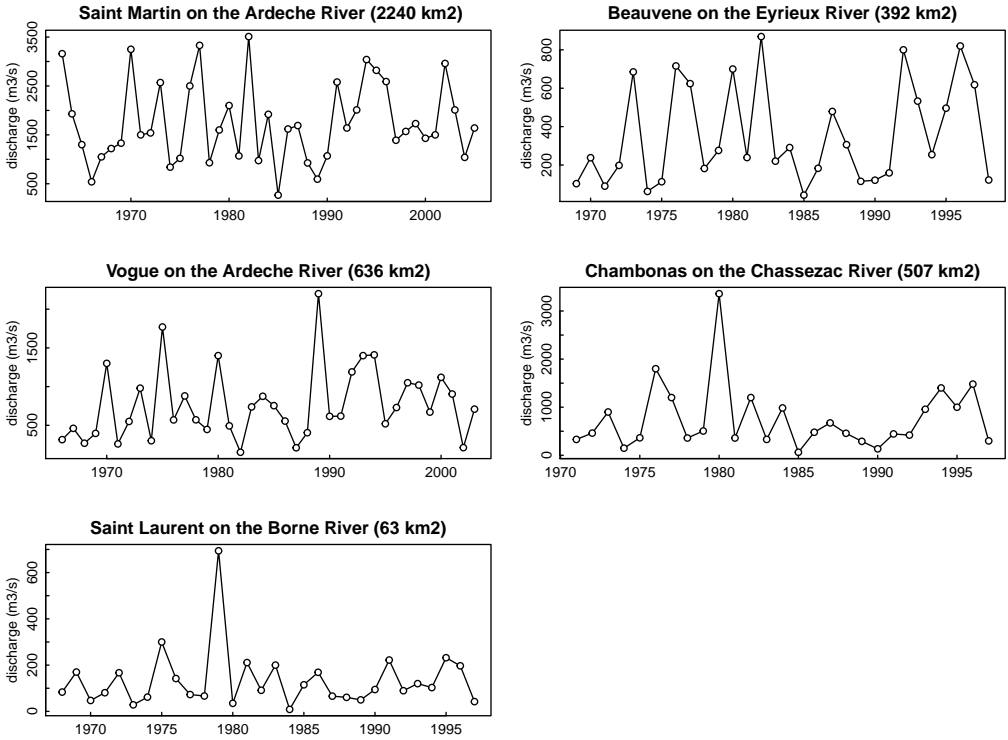 Saint Martin on the Ardeche River (2240 km2)
discharge (m3/s)
3500
2500
1500
500
1970 1980 1990 2000
Beauvene on the Eyrieux River (392 km2)
discharge (m3/s)
800
600
400
200
1970 1975 1980 1985 1990 1995
Vogue on the Ardeche River (636 km2)
discharge (m3/s)
1500
500
1970 1980 1990 2000
Chambonas on the Chassezac River (507 km2)
discharge (m3/s)
3000
2000
1000
0
1970 1975 1980 1985 1990 1995
Saint Laurent on the Borne River (63 km2)
discharge (m3/s)
600
400
200
0
1970 1975 1980 1985 1990 1995